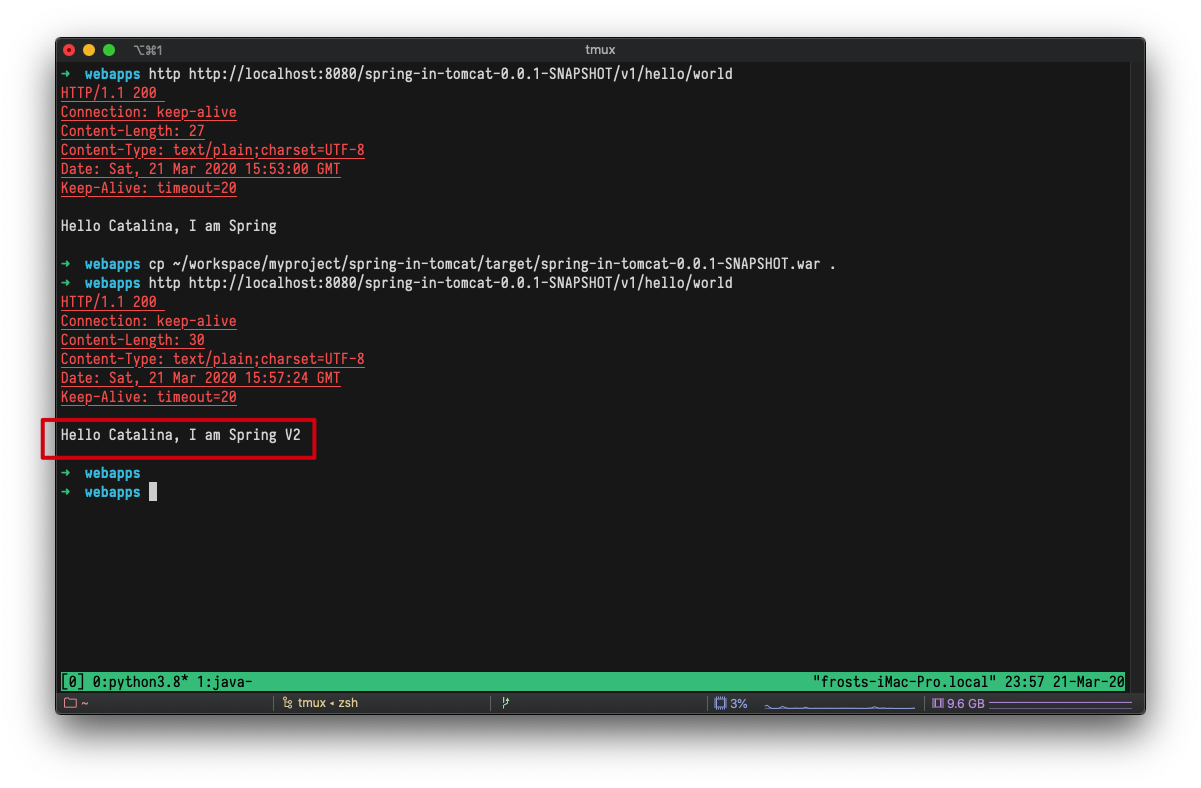 ⌥⌘1 tmux
➜ webapps http http://localhost:8080/spring-in-tomcat-0.0.1-SNAPSHOT/v1/hello/world
HTTP/1.1 200
Connection: keep-alive
Content-Length: 27
Content-Type: text/plain;charset=UTF-8
Date: Sat, 21 Mar 2020 15:53:00 GMT
Keep-Alive: timeout=20
Hello Catalina, I am Spring
➜ webapps cp ~/workspace/myproject/spring-in-tomcat/target/spring-in-tomcat-0.0.1-SNAPSHOT.war .
➜ webapps http http://localhost:8080/spring-in-tomcat-0.0.1-SNAPSHOT/v1/hello/world
HTTP/1.1 200
Connection: keep-alive
Content-Length: 30
Content-Type: text/plain;charset=UTF-8
Date: Sat, 21 Mar 2020 15:57:24 GMT
Keep-Alive: timeout=20
Hello Catalina, I am Spring V2
➜ webapps
➜ webapps
[0] 0:python3.8* 1:java- "frosts-iMac-Pro.local" 23:57 21-Mar-20
~ tmux ◂ zsh 3% 9.6 GB